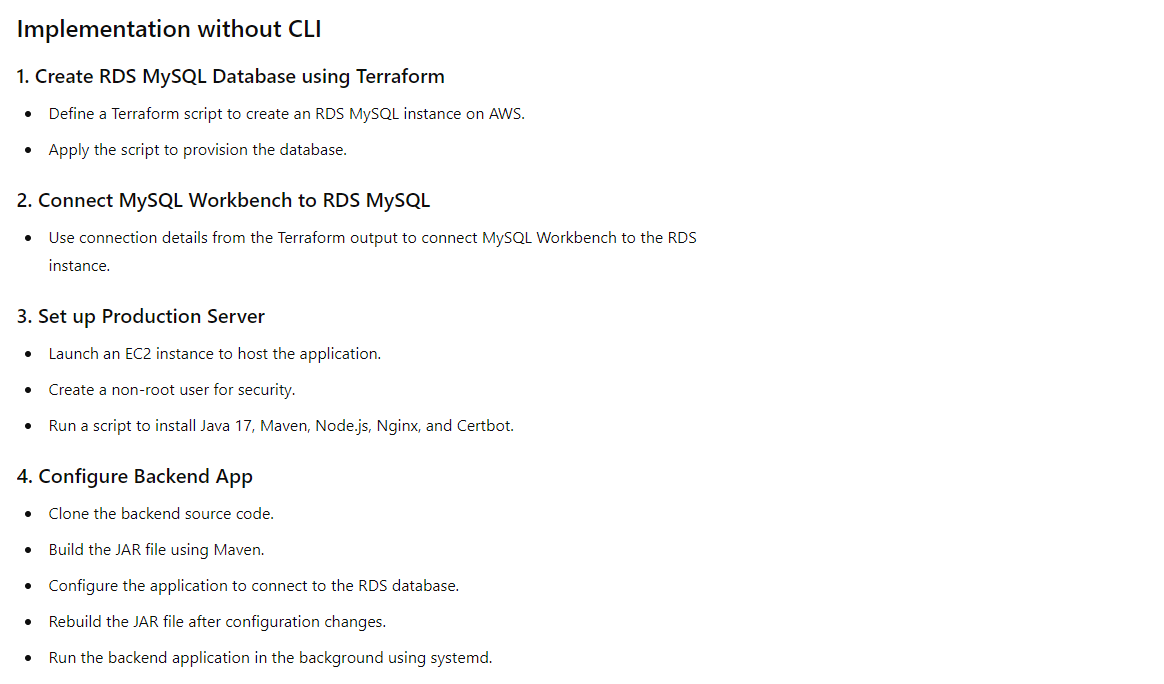 Implementation without CLI
1. Create RDS MySQL Database using Terraform
• Define a Terraform script to create an RDS MySQL instance on AWS.
• Apply the script to provision the database.
2. Connect MySQL Workbench to RDS MySQL
• Use connection details from the Terraform output to connect MySQL Workbench to the RDS
instance.
3. Set up Production Server
• Launch an EC2 instance to host the application.
• Create a non-root user for security.
• Run a script to install Java 17, Maven, Node.js, Nginx, and Certbot.
4. Configure Backend App
• Clone the backend source code.
• Build the JAR file using Maven.
• Configure the application to connect to the RDS database.
• Rebuild the JAR file after configuration changes.
• Run the backend application in the background using systemd.